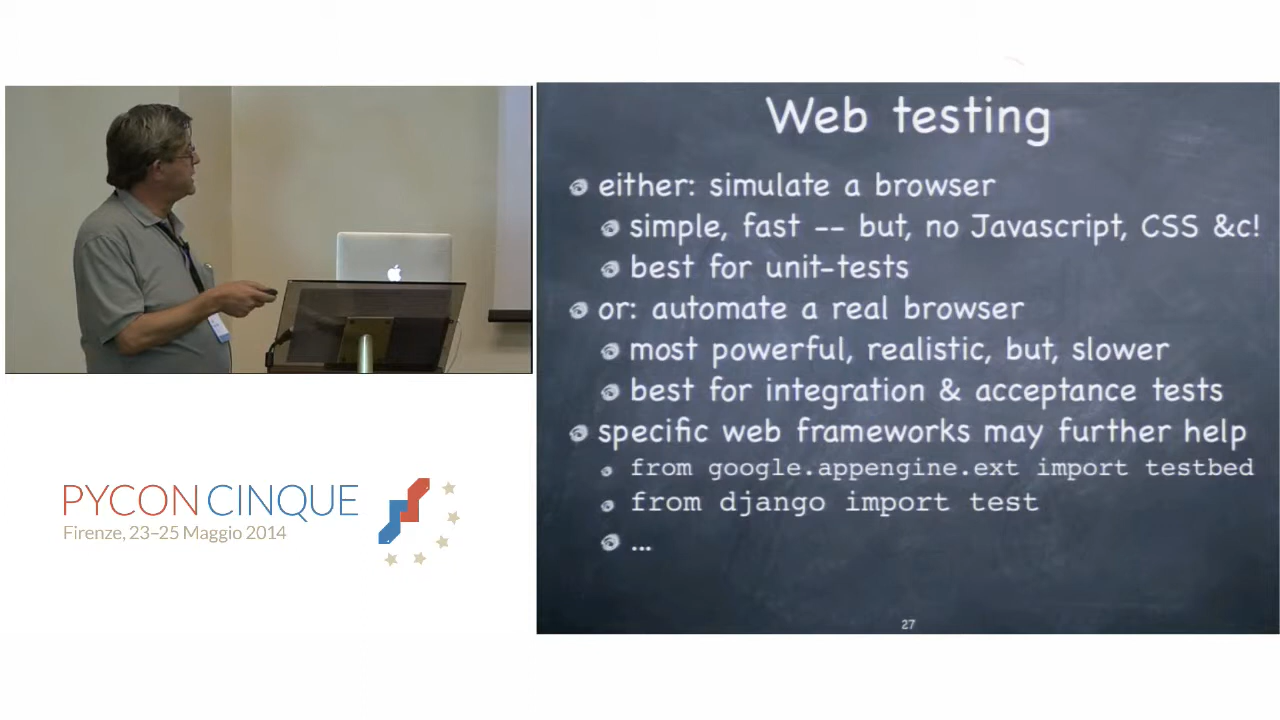 Web testing
either: simulate a browser
simple, fast -- but, no Javascript, CSS &c!
best for unit-tests
or: automate a real browser
most powerful, realistic, but, slower
best for integration & acceptance tests
specific web frameworks may further help
from google.appengine.ext import testbed
from django import test
...
27
PYCON CINQUE
Firenze, 23–25 Maggio 2014